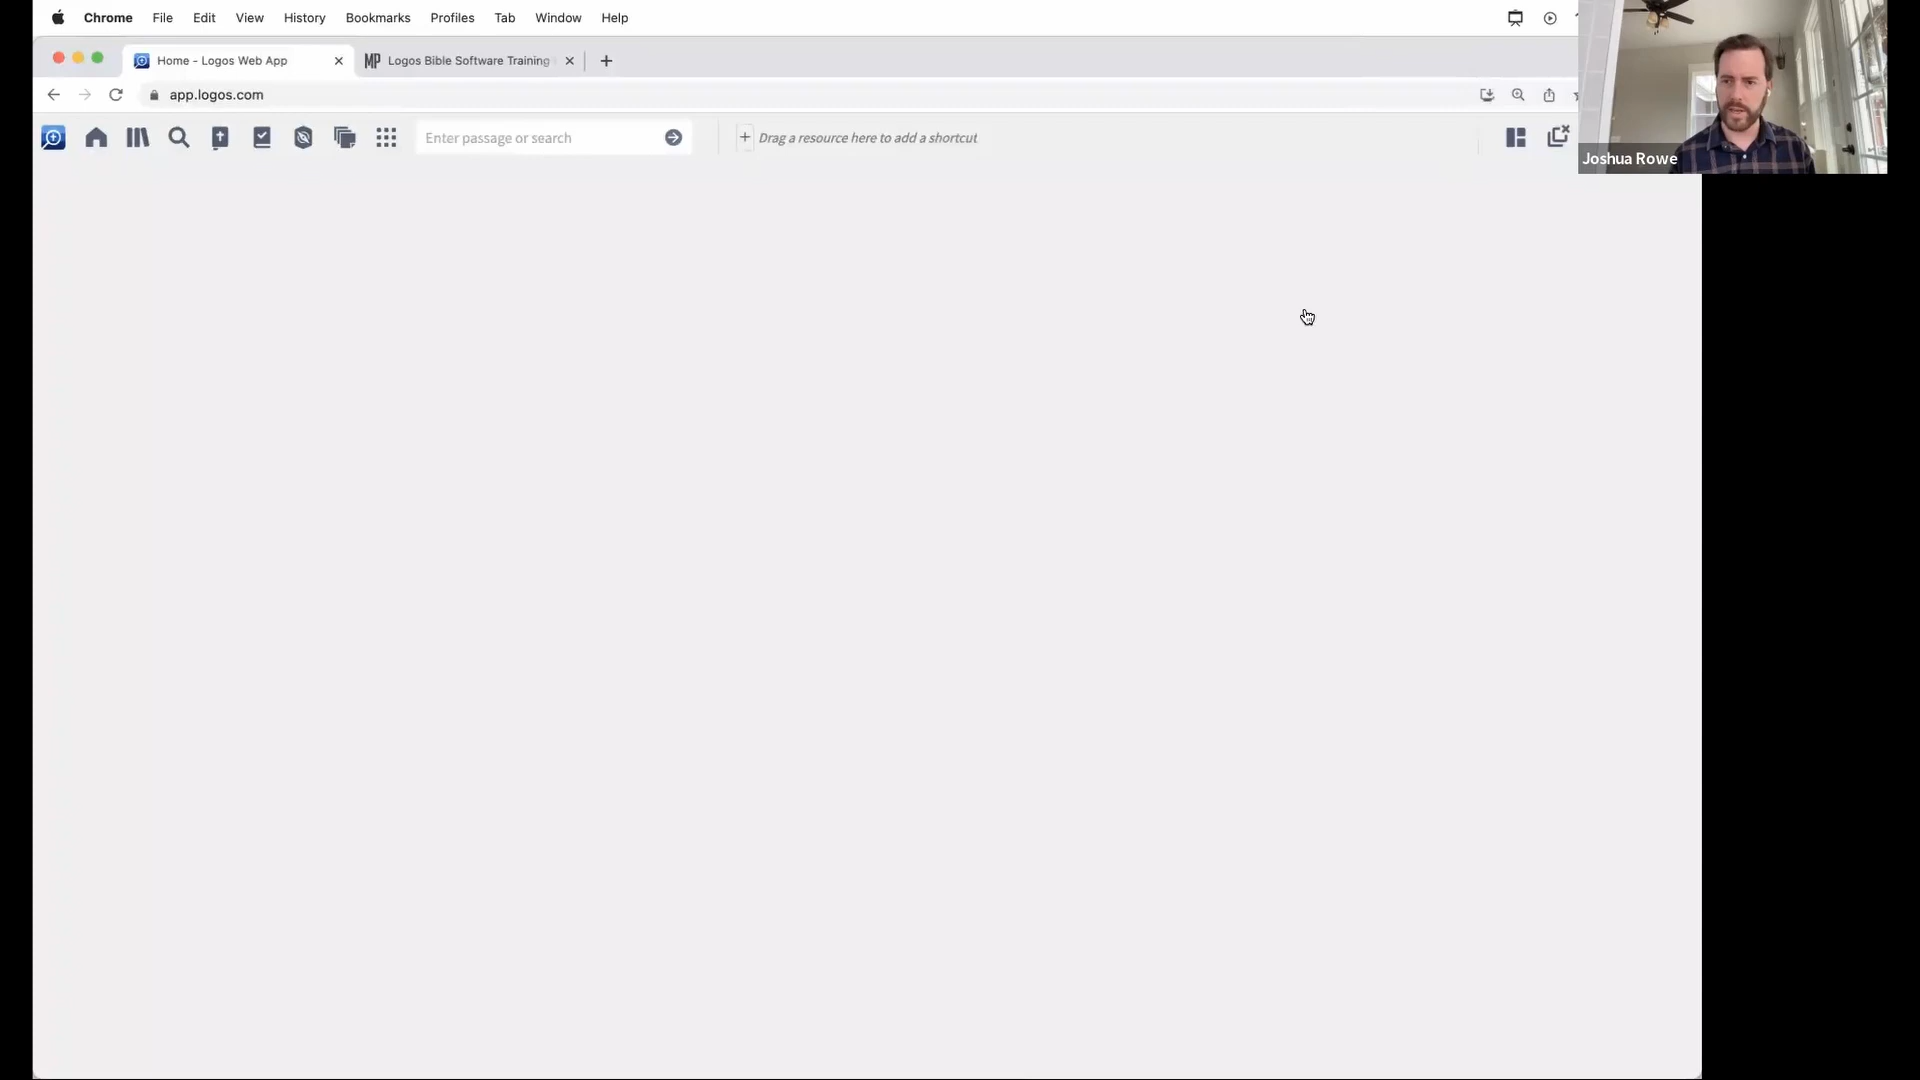 Chrome File Edit View History Bookmarks Profiles Tab Window Help
Home - Logos Web App
MP Logos Bible Software Training
app.logos.com
Enter passage or search
Drag a resource here to add a shortcut
Joshua Rowe